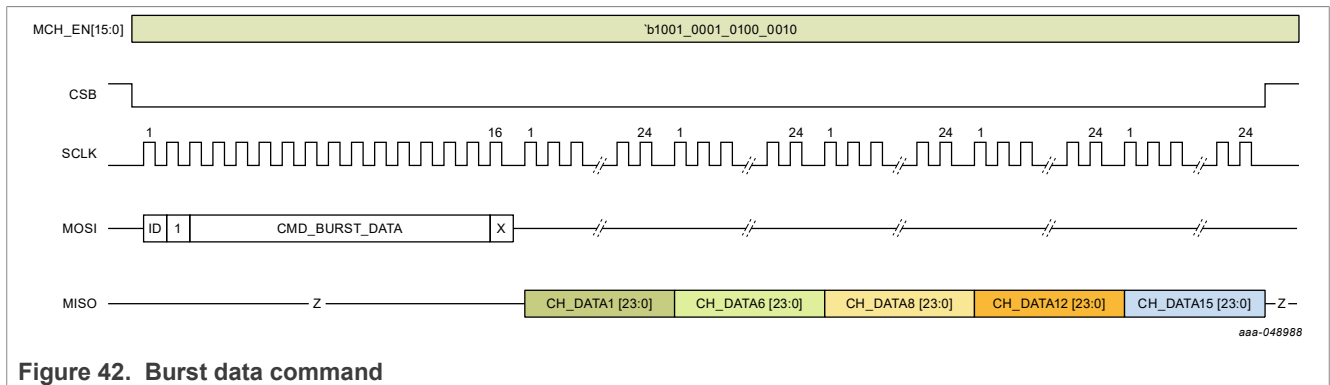 MCH_EN[15:0] `b1001_0001_0100_0010
CSB
1 16 1 24 1 24 1 24 1 24 1 24
SCLK
MOSI ID 1 CMD_BURST_DATA X
MISO Z CH_DATA1 [23:0] CH_DATA6 [23:0] CH_DATA8 [23:0] CH_DATA12 [23:0] CH_DATA15 [23:0] Z
aaa-048988
Figure 42. Burst data command